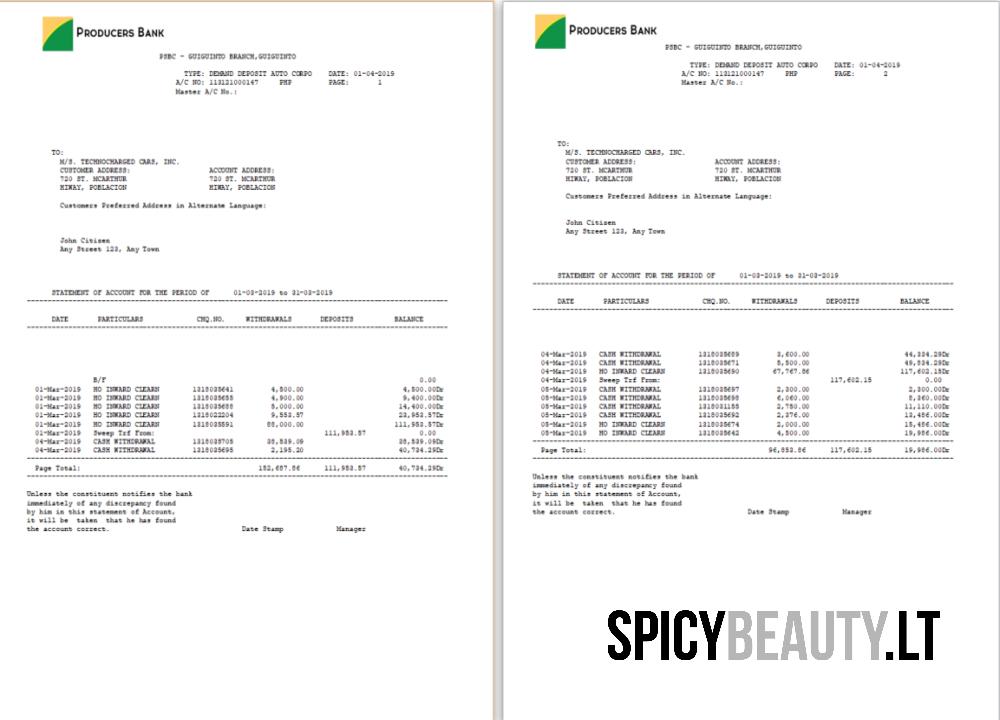 PRODUCERS BANK
PSBC - GUIGUINTO BRANCH,GUIGUINTO
TYPE: DEMAND DEPOSIT AUTO CORPO DATE: 01-04-2019
A/C NO: 113121000147 PHP PAGE: 1
Master A/C No.:
TO:
M/S. TECHNOCHARGED CARS, INC.
CUSTOMER ADDRESS: ACCOUNT ADDRESS:
720 ST. MCARTHUR 720 ST. MCARTHUR
HIWAY, POBLACION HIWAY, POBLACION
Customers Preferred Address in Alternate Language:
John Citizen
Any Street 123, Any Town
STATEMENT OF ACCOUNT FOR THE PERIOD OF 01-03-2019 to 31-03-2019
DATE PARTICULARS CHQ.NO. WITHDRAWALS DEPOSITS BALANCE
B/F 0.00
01-Mar-2019 HO INWARD CLEARN 1318035641 4,500.00 4,500.00Dr
01-Mar-2019 HO INWARD CLEARN 1318035655 4,900.00 9,400.00Dr
01-Mar-2019 HO INWARD CLEARN 1318035688 5,000.00 14,400.00Dr
01-Mar-2019 HO INWARD CLEARN 1318022204 9,553.57 23,953.57Dr
01-Mar-2019 HO INWARD CLEARN 1318035591 88,000.00 111,953.57Dr
01-Mar-2019 Sweep Trf From: 111,953.57 0.00
04-Mar-2019 CASH WITHDRAWAL 1318035705 38,539.09 38,539.09Dr
04-Mar-2019 CASH WITHDRAWAL 1318035695 2,195.20 40,734.29Dr
Page Total: 152,687.86 111,953.57 40,734.29Dr
Unless the constituent notifies the bank
immediately of any discrepancy found
by him in this statement of Account,
it will be taken that he has found
the account correct. Date Stamp Manager
PRODUCERS BANK
PSBC - GUIGUINTO BRANCH,GUIGUINTO
TYPE: DEMAND DEPOSIT AUTO CORPO DATE: 01-04-2019
A/C NO: 113121000147 PHP PAGE: 2
Master A/C No.:
TO:
M/S. TECHNOCHARGED CARS, INC.
CUSTOMER ADDRESS: ACCOUNT ADDRESS:
720 ST. MCARTHUR 720 ST. MCARTHUR
HIWAY, POBLACION HIWAY, POBLACION
Customers Preferred Address in Alternate Language:
John Citizen
Any Street 123, Any Town
STATEMENT OF ACCOUNT FOR THE PERIOD OF 01-03-2019 to 31-03-2019
DATE PARTICULARS CHQ.NO. WITHDRAWALS DEPOSITS BALANCE
04-Mar-2019 CASH WITHDRAWAL 1318035689 3,600.00 44,334.29Dr
04-Mar-2019 CASH WITHDRAWAL 1318035671 5,500.00 49,834.29Dr
04-Mar-2019 HO INWARD CLEARN 1318035690 67,767.86 117,602.15Dr
04-Mar-2019 Sweep Trf From: 117,602.15 0.00
05-Mar-2019 HO INWARD CLEARN 1318035697 2,300.00 2,300.00Dr
05-Mar-2019 HO INWARD CLEARN 1318035698 6,060.00 8,360.00Dr
05-Mar-2019 HO INWARD CLEARN 1318031155 2,750.00 11,110.00Dr
05-Mar-2019 HO INWARD CLEARN 1318035692 2,376.00 13,486.00Dr
05-Mar-2019 HO INWARD CLEARN 1318035674 2,000.00 15,486.00Dr
05-Mar-2019 HO INWARD CLEARN 1318035642 4,500.00 19,986.00Dr
Page Total: 96,853.86 117,602.15 19,986.00Dr
Unless the constituent notifies the bank
immediately of any discrepancy found
by him in this statement of Account,
it will be taken that he has found
the account correct. Date Stamp Manager
SPICYBEAUTY.LT